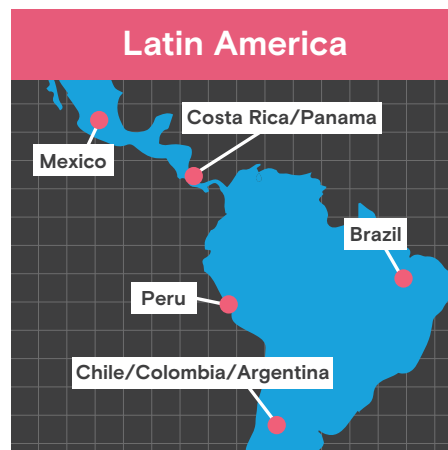 Latin America
Costa Rica/Panama
Mexico
Brazil
Peru
Chile/Colombia/Argentina